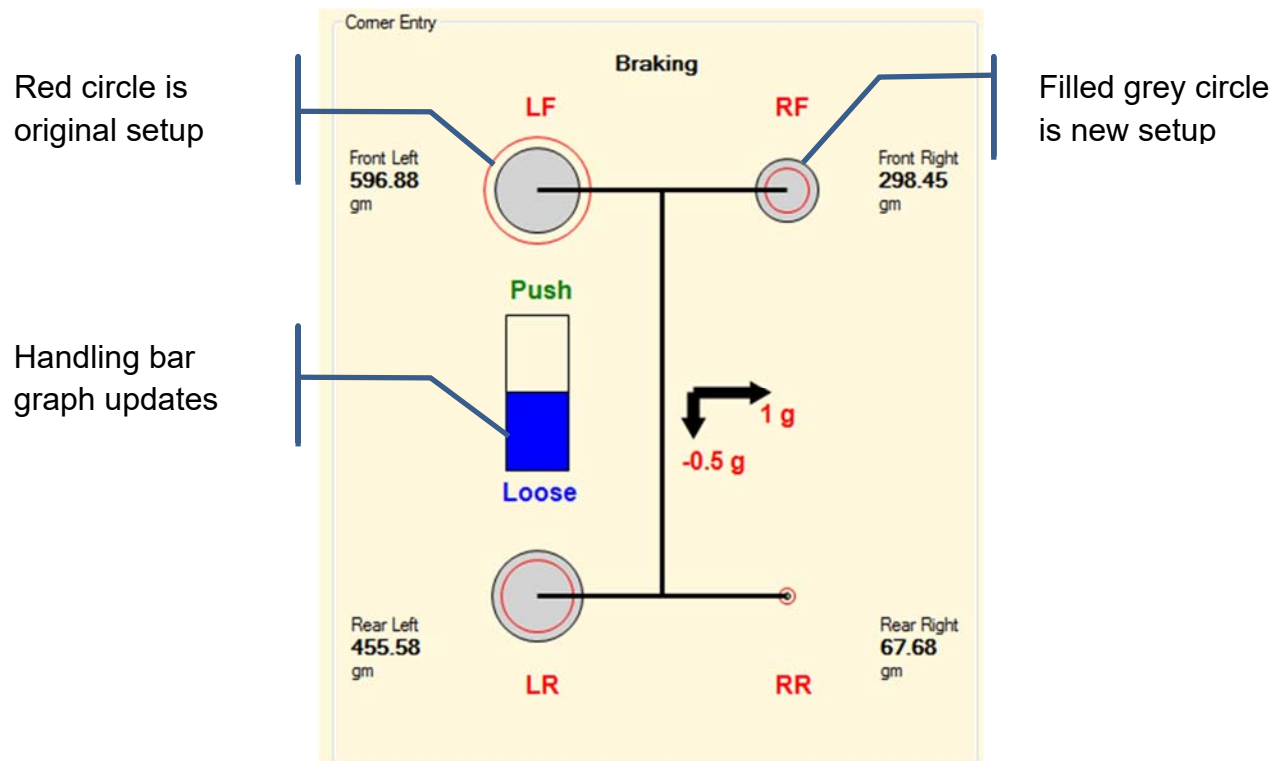 Corner Entry
Braking
Red circle is
original setup
LF
RF
Filled grey circle
is new setup
Front Left
596.88
gm
Front Right
298.45
gm
Push
Handling bar
graph updates
1 g
-0.5 g
Loose
Rear Left
455.58
gm
Rear Right
67.68
gm
LR
RR